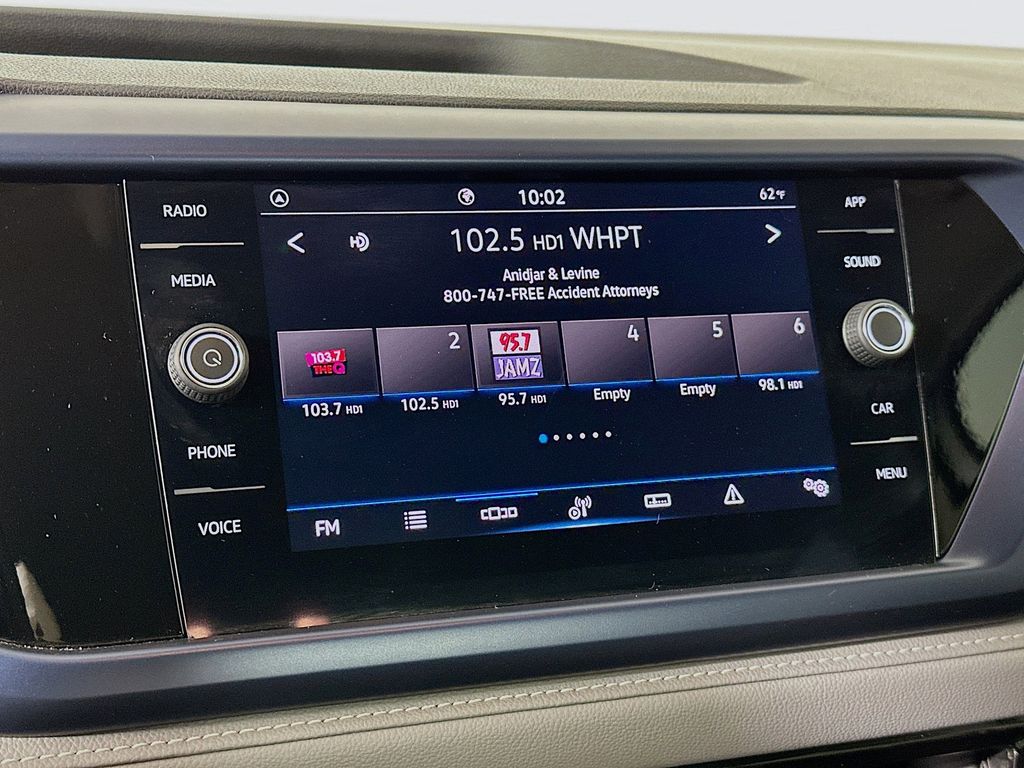 RADIO
MEDIA
PHONE
VOICE
10:02
62°F
HD
102.5 HD1 WHPT
Anidjar & Levine
800-747-FREE Accident Attorneys
103.7
THE Q
2
95.7
JAMZ
4
5
6
103.7 HD1
102.5 HD1
95.7 HD1
Empty
Empty
98.1 HD1
FM
APP
SOUND
CAR
MENU